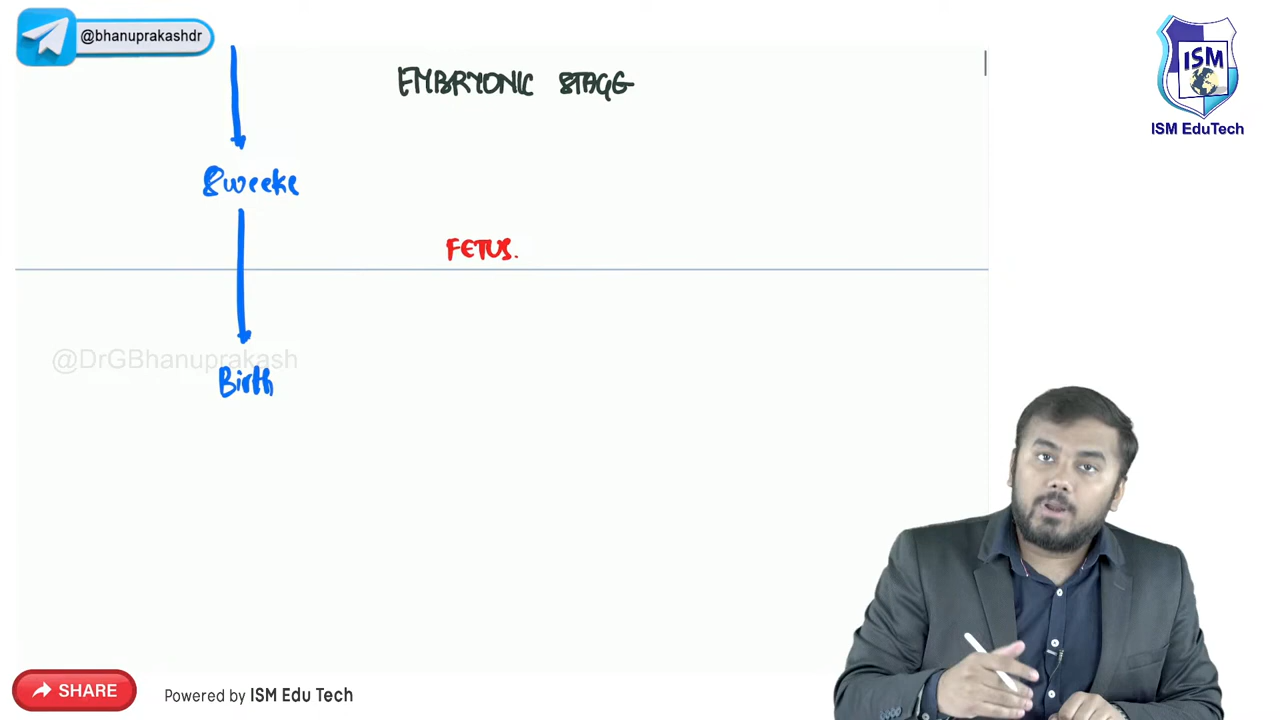 @bhanuprakashdr
ISM
ISM EduTech
EMBRYONIC STAGE
8weeks
FETUS.
@DrGBhanuprakash
Birth
SHARE
Powered by ISM Edu Tech